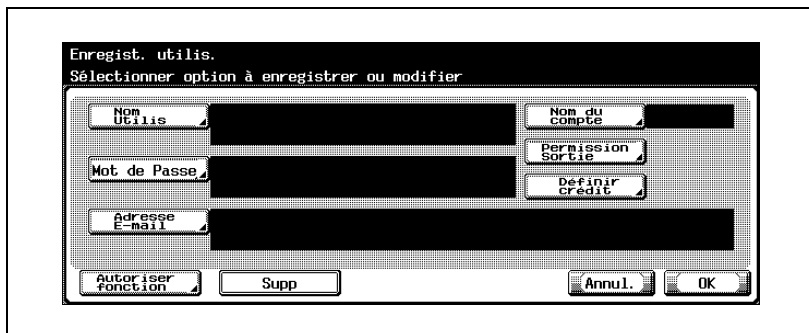 Enregist. utilis.
Sélectionner option à enregistrer ou modifier
Nom
Utilis
Nom du
compte
Permission
Sortie
Mot de Passe
Définir
crédit
Adresse
E-mail
Autoriser
fonction
Supp
Annul.
OK